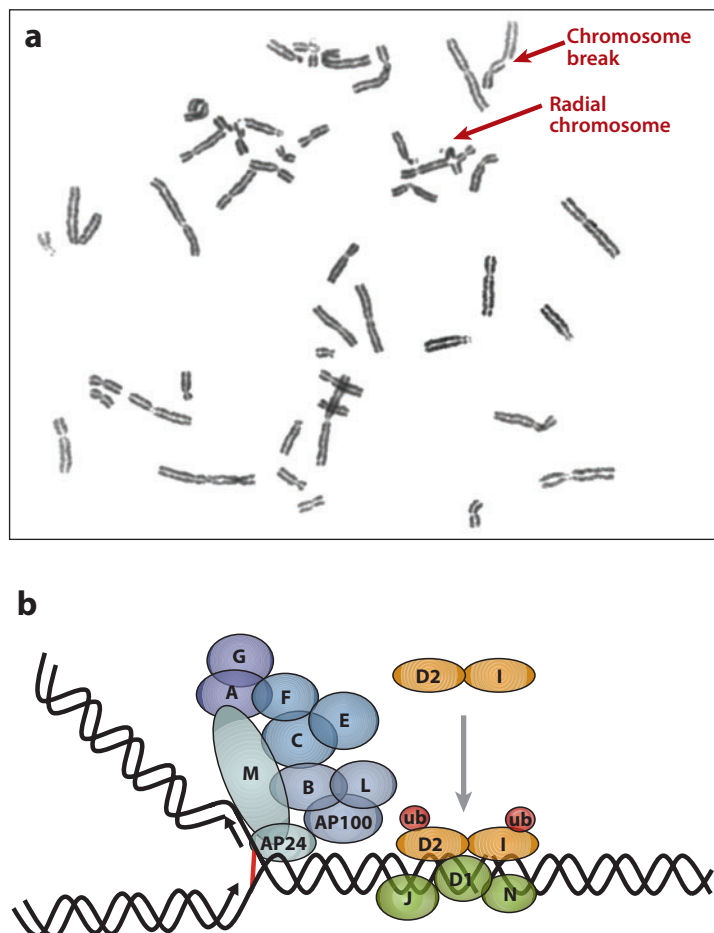 a
Chromosome
break
Radial
chromosome
b
G
A
F
E
C
M
B
L
AP100
AP24
D2
I
ub
ub
D2
I
D1
J
N